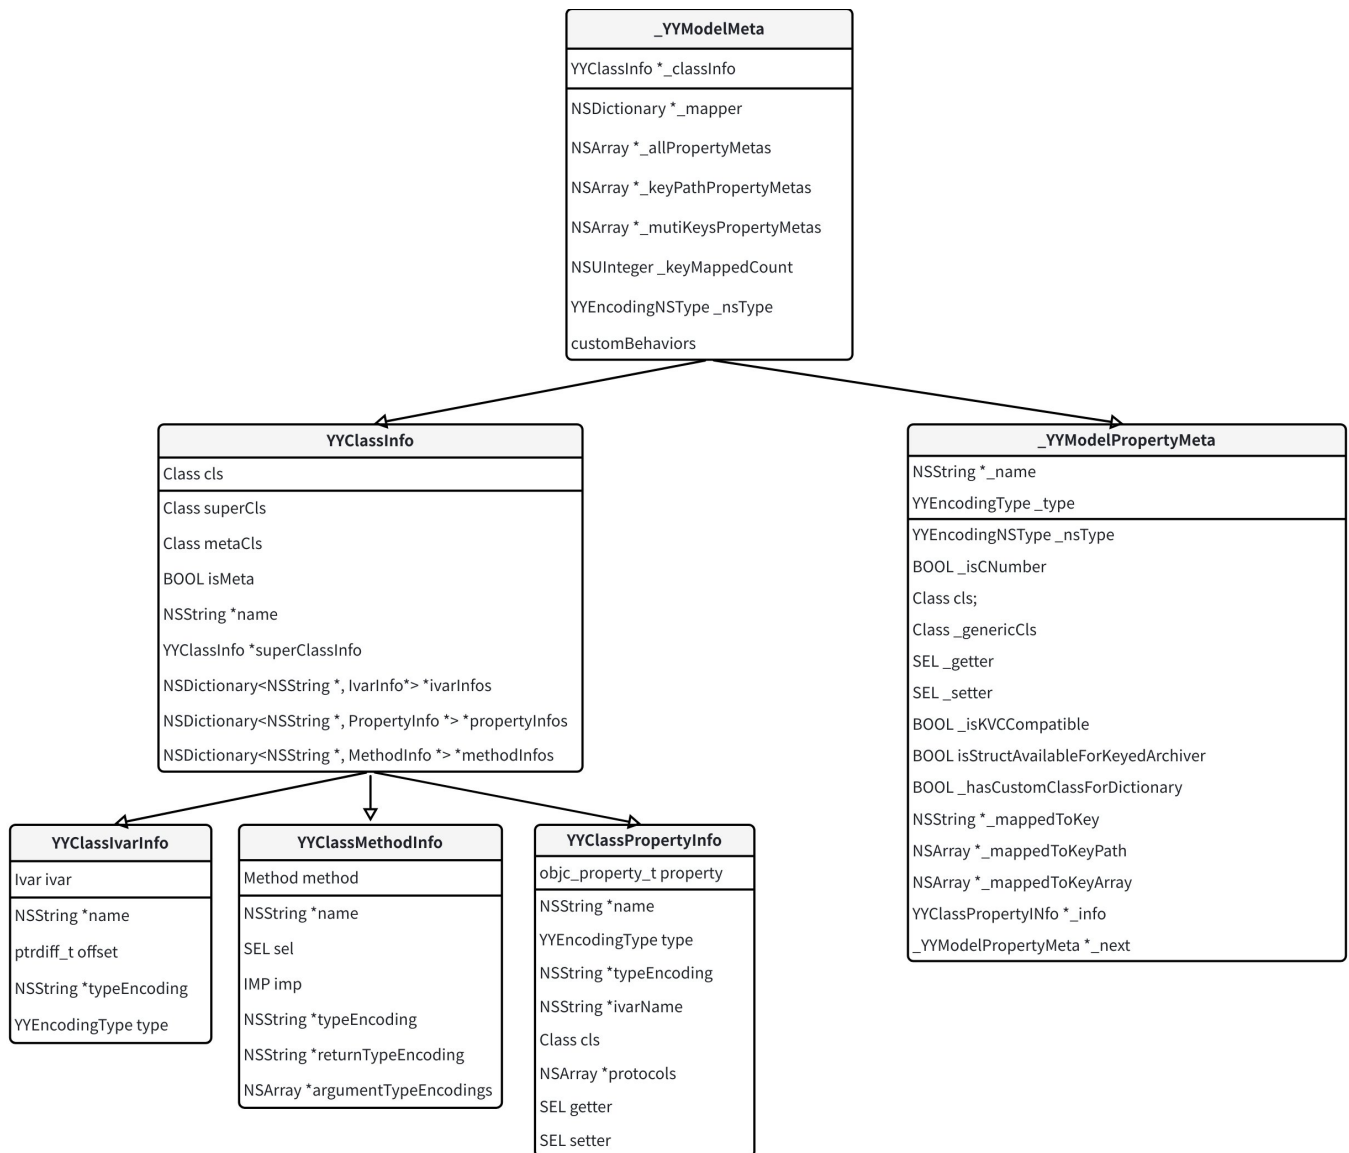 _YYModelMeta
YYClassInfo *_classInfo
NSDictionary *_mapper
NSArray *_allPropertyMetas
NSArray *_keyPathPropertyMetas
NSArray *_mutiKeysPropertyMetas
NSUInteger _keyMappedCount
YYEncodingNSType _nsType
customBehaviors
YYClassInfo
Class cls
Class superCls
Class metaCls
BOOL isMeta
NSString *name
YYClassInfo *superClassInfo
NSDictionary<NSString *, IvarInfo*> *ivarInfos
NSDictionary<NSString *, PropertyInfo *> *propertyInfos
NSDictionary<NSString *, MethodInfo *> *methodInfos
_YYModelPropertyMeta
NSString *_name
YYEncodingType _type
YYEncodingNSType _nsType
BOOL _isCNumber
Class cls;
Class _genericCls
SEL _getter
SEL _setter
BOOL _isKVCCompatible
BOOL isStructAvailableForKeyedArchiver
BOOL _hasCustomClassForDictionary
NSString *_mappedToKey
NSArray *_mappedToKeyPath
NSArray *_mappedToKeyArray
YYClassPropertyINfo *_info
_YYModelPropertyMeta *_next
YYClassIvarInfo
Ivar ivar
NSString *name
ptrdiff_t offset
NSString *typeEncoding
YYEncodingType type
YYClassMethodInfo
Method method
NSString *name
SEL sel
IMP imp
NSString *typeEncoding
NSString *returnTypeEncoding
NSArray *argumentTypeEncodings
YYClassPropertyInfo
objc_property_t property
NSString *name
YYEncodingType type
NSString *typeEncoding
NSString *ivarName
Class cls
NSArray *protocols
SEL getter
SEL setter